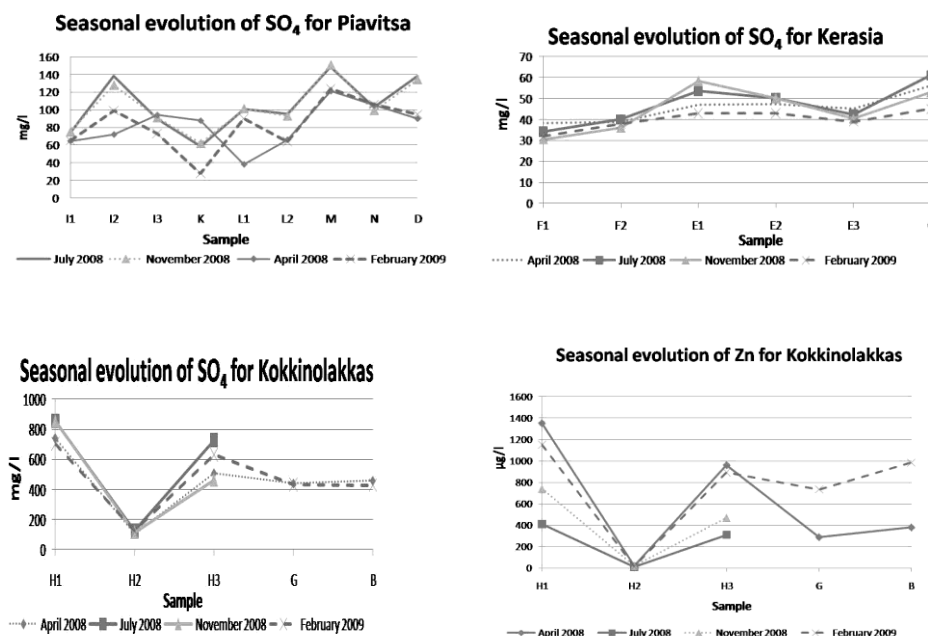 Seasonal evolution of SO4 for Piavitsa
160
140
120
100
80
60
40
20
0
mg/l
I1 I2 I3 K L1 L2 M N D
Sample
July 2008 November 2008 April 2008 February 2009
Seasonal evolution of SO4 for Kerasia
70
60
50
40
30
20
10
0
mg/l
F1 F2 E1 E2 E3
Sample
April 2008 July 2008 November 2008 February 2009
Seasonal evolution of SO4 for Kokkinolakkas
1000
800
600
400
200
0
mg/l
H1 H2 H3 G B
Sample
April 2008 July 2008 November 2008 February 2009
Seasonal evolution of Zn for Kokkinolakkas
1600
1400
1200
1000
800
600
400
200
0
µg/l
H1 H2 H3 G B
Sample
April 2008 July 2008 November 2008 February 2009